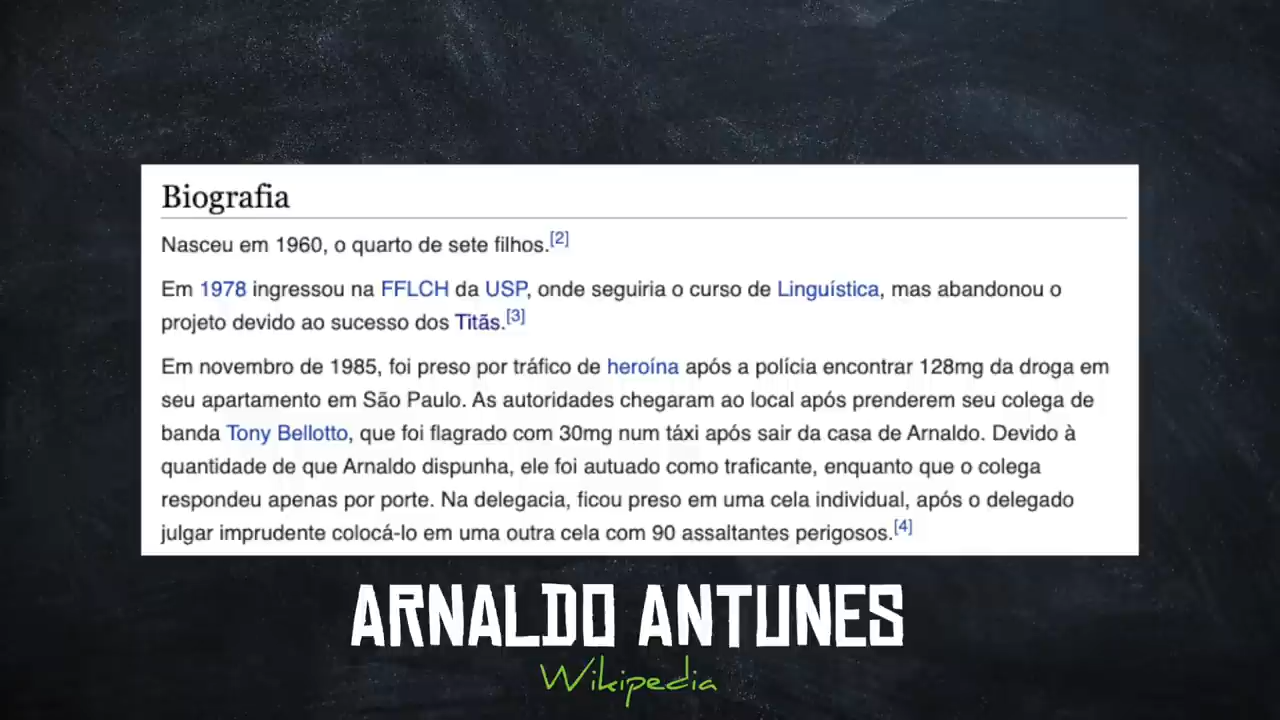 Biografia
Nasceu em 1960, o quarto de sete filhos.[2]
Em 1978 ingressou na FFLCH da USP, onde seguiria o curso de Linguística, mas abandonou o
projeto devido ao sucesso dos Titãs.[3]
Em novembro de 1985, foi preso por tráfico de heroína após a polícia encontrar 128mg da droga em
seu apartamento em São Paulo. As autoridades chegaram ao local após prenderem seu colega de
banda Tony Bellotto, que foi flagrado com 30mg num táxi após sair da casa de Arnaldo. Devido à
quantidade de que Arnaldo dispunha, ele foi autuado como traficante, enquanto que o colega
respondeu apenas por porte. Na delegacia, ficou preso em uma cela individual, após o delegado
julgar imprudente colocá-lo em uma outra cela com 90 assaltantes perigosos.[4]
ARNALDO ANTUNES
Wikipedia